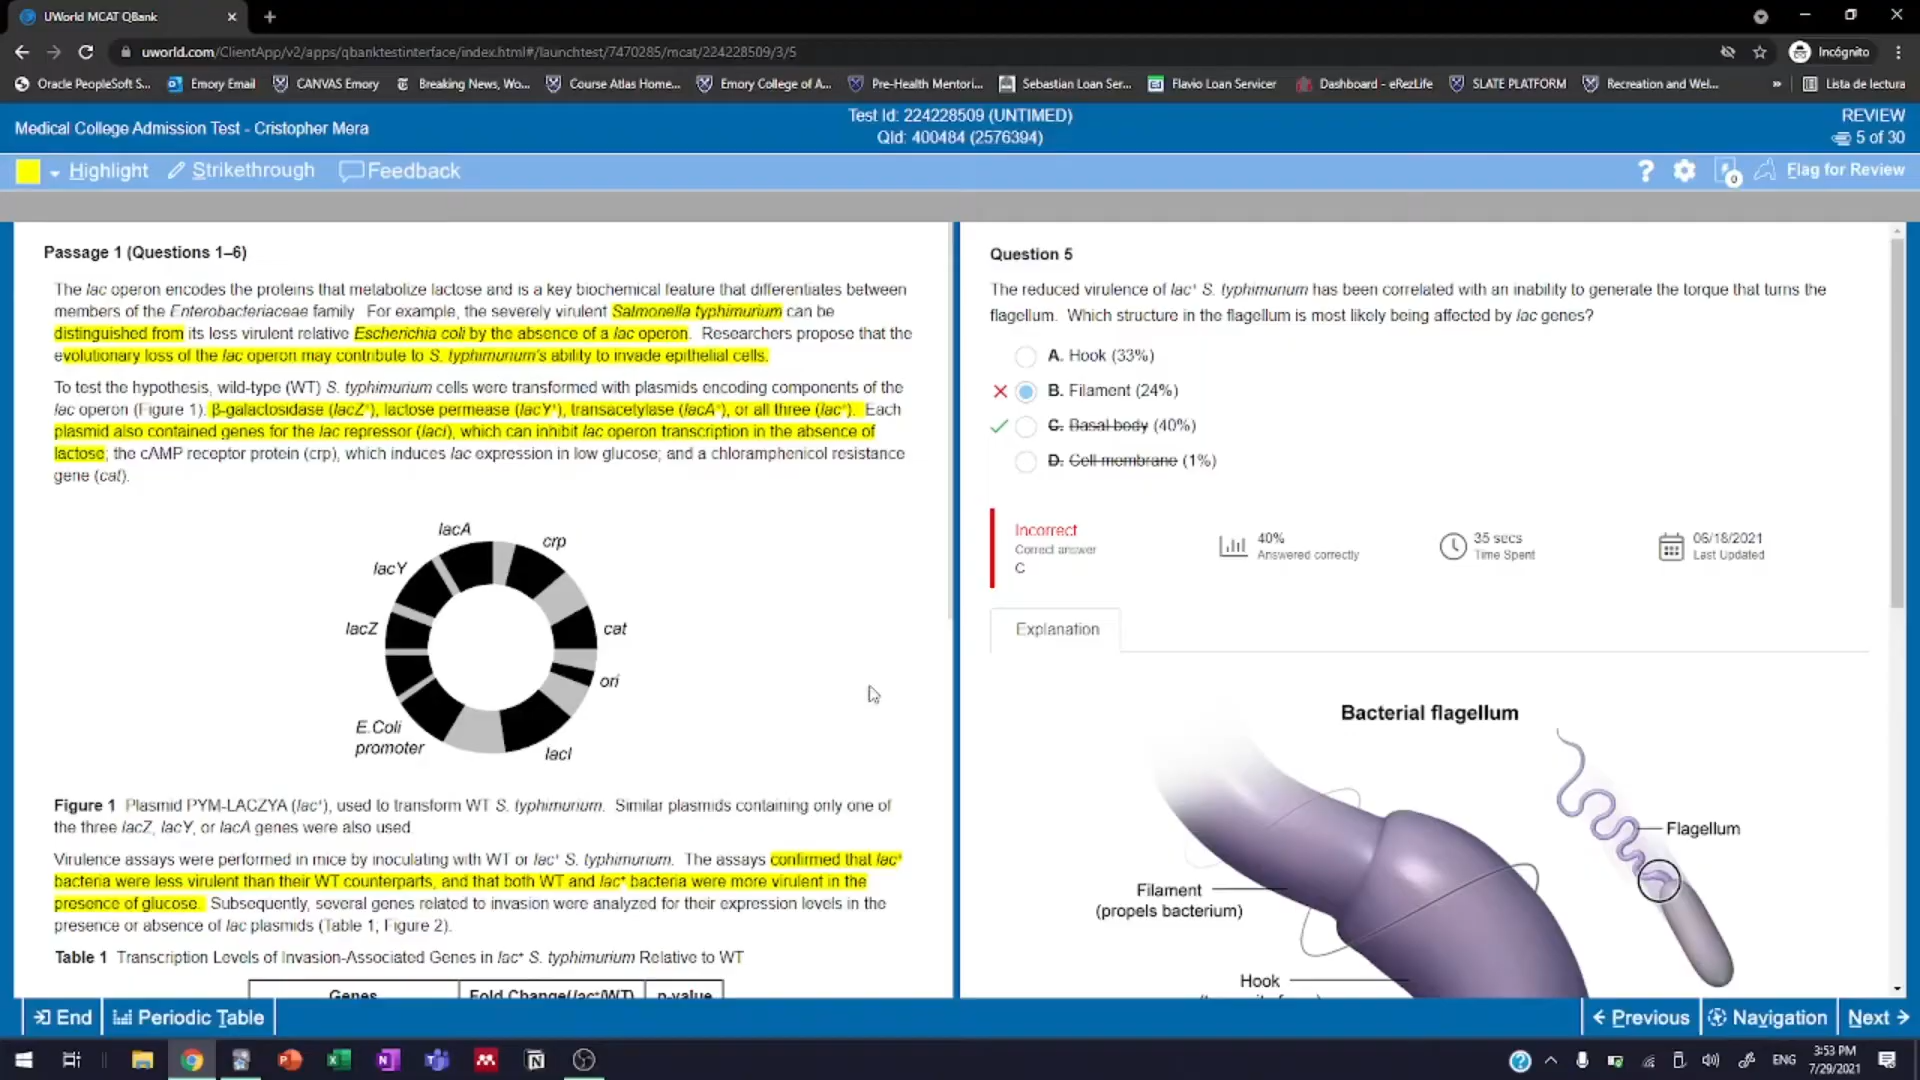 UWorld MCAT QBank
uworld.com/ClientApp/v2/apps/qbanktestinterface/index.html#/launchtest/7470285/mcat/224228509/3/5
Incógnito
Oracle PeopleSoft S... Emory Email CANVAS Emory Breaking News, Wo... Course Atlas Home... Emory College of A... Pre-Health Mentori... Sebastian Loan Ser... Flavio Loan Servicer Dashboard - eRezLife SLATE PLATFORM Recreation and Wel... » Lista de lectura
Medical College Admission Test - Cristopher Mera
Test Id: 224228509 (UNTIMED)
QId: 400484 (2576394)
REVIEW
5 of 30
Highlight Strikethrough Feedback
? 0 Flag for Review
Passage 1 (Questions 1–6)
The lac operon encodes the proteins that metabolize lactose and is a key biochemical feature that differentiates between
members of the Enterobacteriaceae family. For example, the severely virulent Salmonella typhimurium can be
distinguished from its less virulent relative Escherichia coli by the absence of a lac operon. Researchers propose that the
evolutionary loss of the lac operon may contribute to S. typhimurium's ability to invade epithelial cells.
To test the hypothesis, wild-type (WT) S. typhimurium cells were transformed with plasmids encoding components of the
lac operon (Figure 1): β-galactosidase (lacZ⁺), lactose permease (lacY⁺), transacetylase (lacA⁺), or all three (lac⁺). Each
plasmid also contained genes for the lac repressor (lacI), which can inhibit lac operon transcription in the absence of
lactose; the cAMP receptor protein (crp), which induces lac expression in low glucose; and a chloramphenicol resistance
gene (cat).
lacA
crp
lacY
lacZ
cat
ori
E.Coli
promoter
lacI
Figure 1 Plasmid PYM-LACZYA (lac⁺), used to transform WT S. typhimurium. Similar plasmids containing only one of
the three lacZ, lacY, or lacA genes were also used
Virulence assays were performed in mice by inoculating with WT or lac⁺ S. typhimurium. The assays confirmed that lac⁺
bacteria were less virulent than their WT counterparts, and that both WT and lac⁺ bacteria were more virulent in the
presence of glucose. Subsequently, several genes related to invasion were analyzed for their expression levels in the
presence or absence of lac plasmids (Table 1; Figure 2).
Table 1 Transcription Levels of Invasion-Associated Genes in lac⁺ S. typhimurium Relative to WT
Genes Fold Change(lac⁺/WT) p-value
Question 5
The reduced virulence of lac⁺ S. typhimurium has been correlated with an inability to generate the torque that turns the
flagellum. Which structure in the flagellum is most likely being affected by lac genes?
A. Hook (33%)
B. Filament (24%)
C. Basal body (40%)
D. Cell membrane (1%)
Incorrect
Correct answer
C
40%
Answered correctly
35 secs
Time Spent
06/18/2021
Last Updated
Explanation
Bacterial flagellum
Flagellum
Filament
(propels bacterium)
Hook
End Periodic Table
Previous Navigation Next
ENG
3:53 PM
7/29/2021